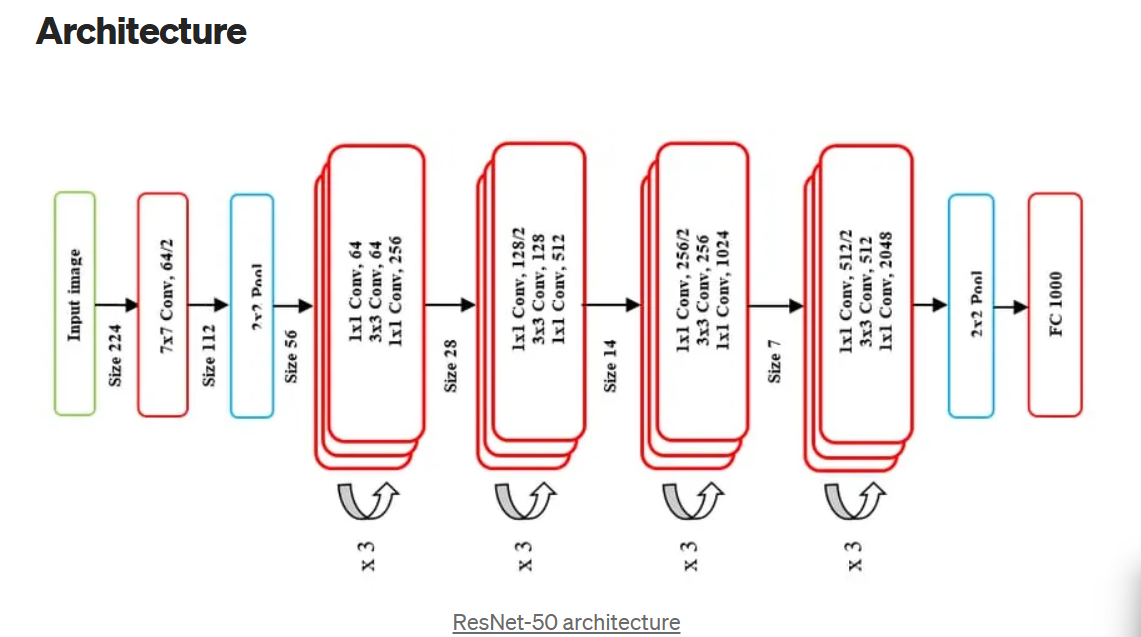 Architecture
Input image
Size 224
7x7 Conv, 64/2
Size 112
2x2 Pool
Size 56
1x1 Conv, 64
3x3 Conv, 64
1x1 Conv, 256
x 3
Size 28
1x1 Conv, 128/2
3x3 Conv, 128
1x1 Conv, 512
x 3
Size 14
1x1 Conv, 256/2
3x3 Conv, 256
1x1 Conv, 1024
x 3
Size 7
1x1 Conv, 512/2
3x3 Conv, 512
1x1 Conv, 2048
x 3
2x2 Pool
FC 1000
ResNet-50 architecture